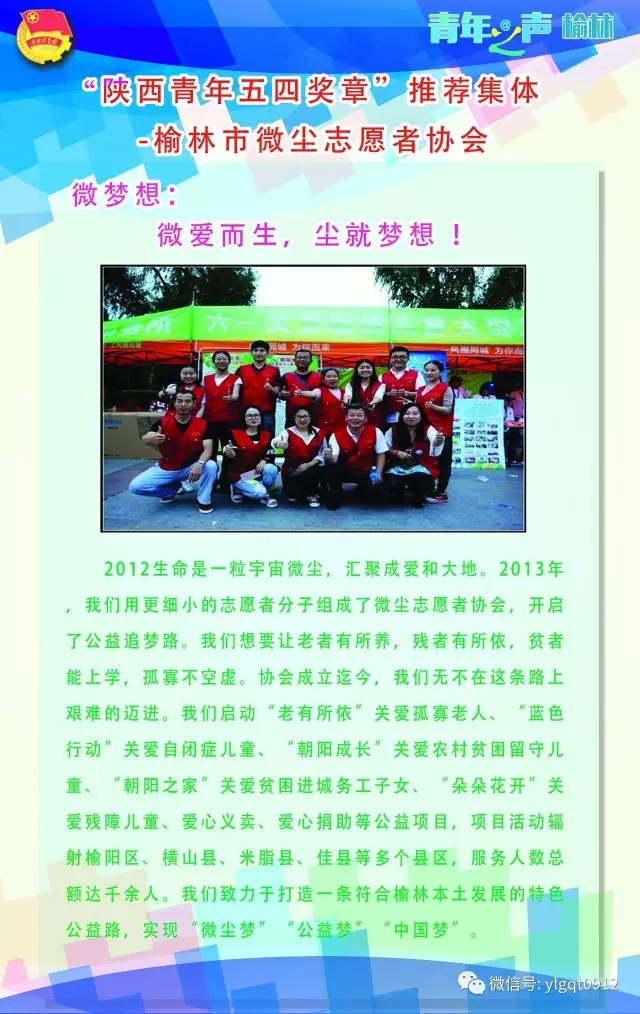 青年@之声 榆林
“陕西青年五四奖章”推荐集体
-榆林市微尘志愿者协会
微梦想：
微爱而生，尘就梦想！
同城 为你而来
风雅同城 为你
2012生命是一粒宇宙微尘，汇聚成爱和大地。2013年
，我们用更细小的志愿者分子组成了微尘志愿者协会，开启
了公益追梦路。我们想要让老者有所养，残者有所依，贫者
能上学，孤寡不空虚。协会成立迄今，我们无不在这条路上
艰难的迈进。我们启动“老有所依”关爱孤寡老人、“蓝色
行动”关爱自闭症儿童、“朝阳成长”关爱农村贫困留守儿
童、“朝阳之家”关爱贫困进城务工子女、“朵朵花开”关
爱残障儿童、爱心义卖、爱心捐助等公益项目，项目活动辐
射榆阳区、横山县、米脂县、佳县等多个县区，服务人数总
额达千余人。我们致力于打造一条符合榆林本土发展的特色
公益路，实现“微尘梦”“公益梦”“中国梦”。
微信号: ylgqt0912